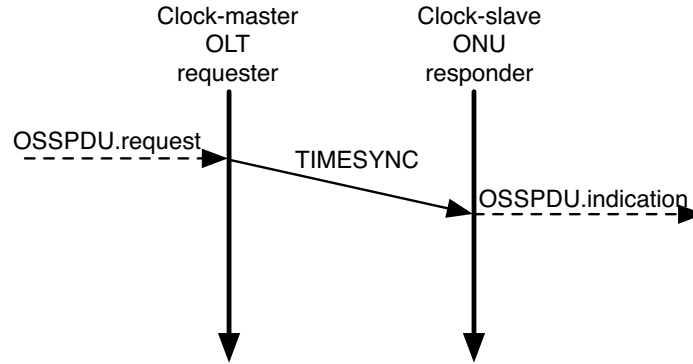 Clock-master
OLT
requester
Clock-slave
ONU
responder
OSSPDU.request
TIMESYNC
OSSPDU.indication